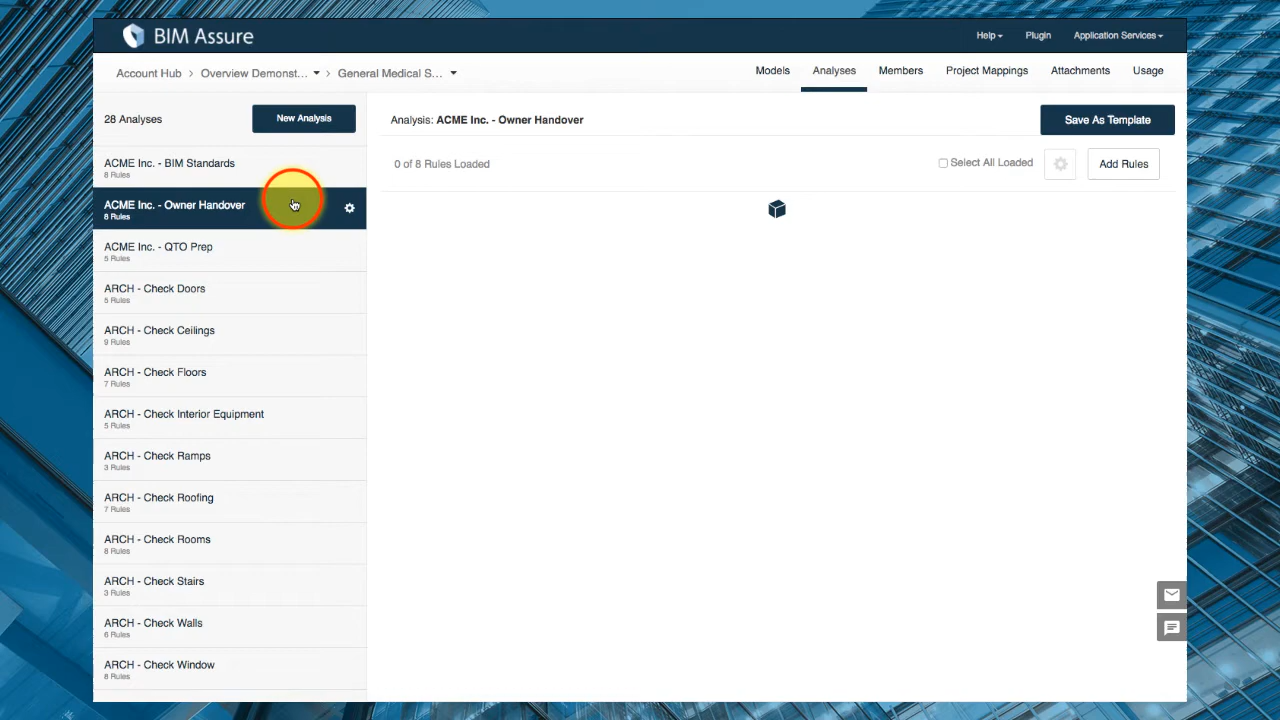 BIM Assure
Help
Plugin
Application Services
Account Hub > Overview Demonst... > General Medical S...
Models
Analyses
Members
Project Mappings
Attachments
Usage
28 Analyses
New Analysis
ACME Inc. - BIM Standards
8 Rules
ACME Inc. - Owner Handover
8 Rules
ACME Inc. - QTO Prep
5 Rules
ARCH - Check Doors
5 Rules
ARCH - Check Ceilings
9 Rules
ARCH - Check Floors
7 Rules
ARCH - Check Interior Equipment
5 Rules
ARCH - Check Ramps
3 Rules
ARCH - Check Roofing
7 Rules
ARCH - Check Rooms
8 Rules
ARCH - Check Stairs
3 Rules
ARCH - Check Walls
6 Rules
ARCH - Check Window
8 Rules
Analysis: ACME Inc. - Owner Handover
Save As Template
0 of 8 Rules Loaded
Select All Loaded
Add Rules